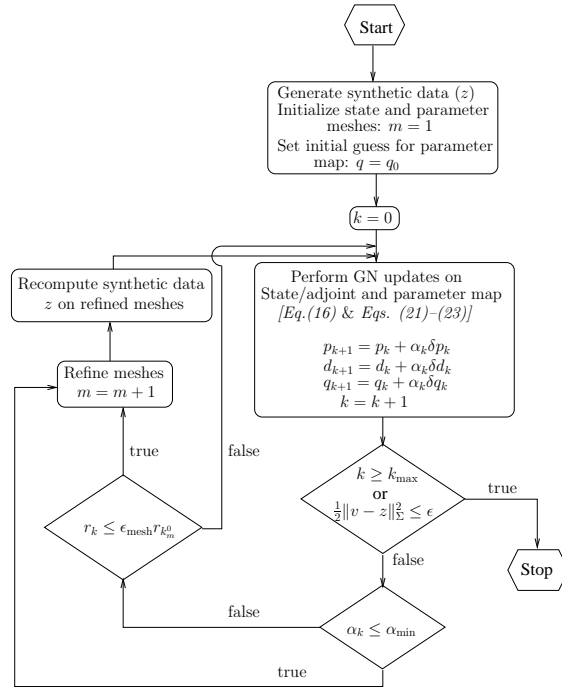 Start
Generate synthetic data (z)
Initialize state and parameter
meshes: m = 1
Set initial guess for parameter
map: q = q₀
k = 0
Recompute synthetic data
z on refined meshes
Perform GN updates on
State/adjoint and parameter map
[Eq.(16) & Eqs. (21)–(23)]
p_{k+1} = p_k + α_k δp_k
d_{k+1} = d_k + α_k δd_k
q_{k+1} = q_k + α_k δq_k
k = k + 1
Refine meshes
m = m + 1
true
false
k ≥ k_max
or
½‖v − z‖²_Σ ≤ ϵ
true
r_k ≤ ϵ_mesh r_{k_m^0}
Stop
false
false
α_k ≤ α_min
true